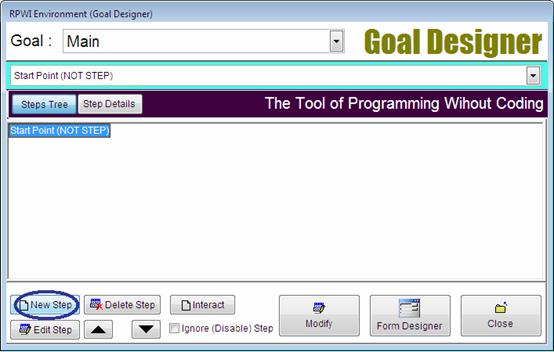 RPWI Environment (Goal Designer)
Goal : Main Goal Designer
Start Point (NOT STEP)
Steps Tree Step Details The Tool of Programming Wihout Coding
Start Point (NOT STEP)
New Step Delete Step Interact
Edit Step Ignore (Disable) Step
Modify Form Designer Close